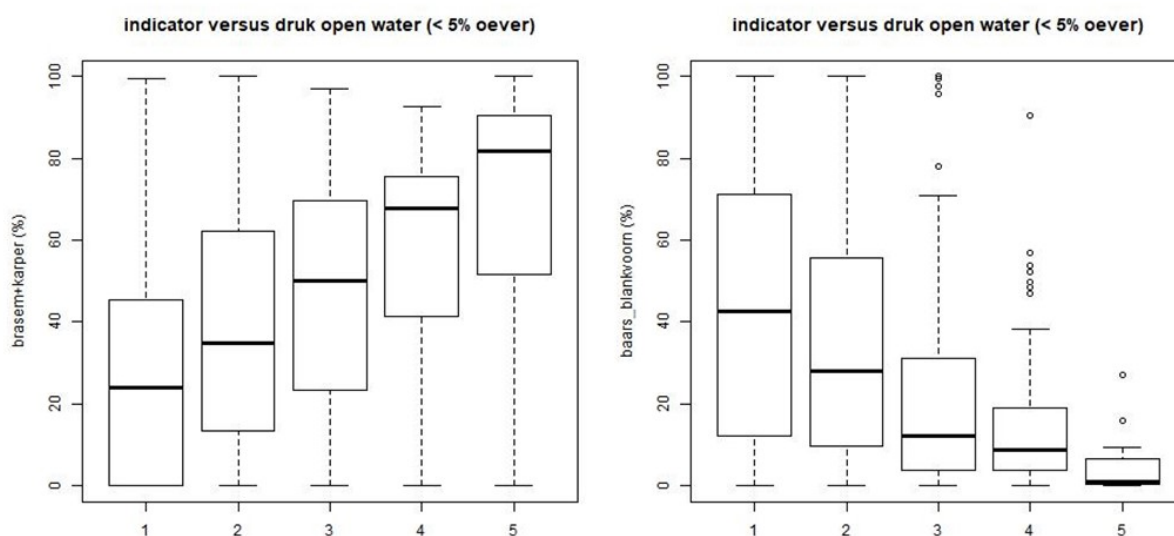 indicator versus druk open water (< 5% oever)
brasem+karper (%)
100
80
60
40
20
0
1 2 3 4 5
indicator versus druk open water (< 5% oever)
baars_blankvoorn (%)
100
80
60
40
20
0
1 2 3 4 5